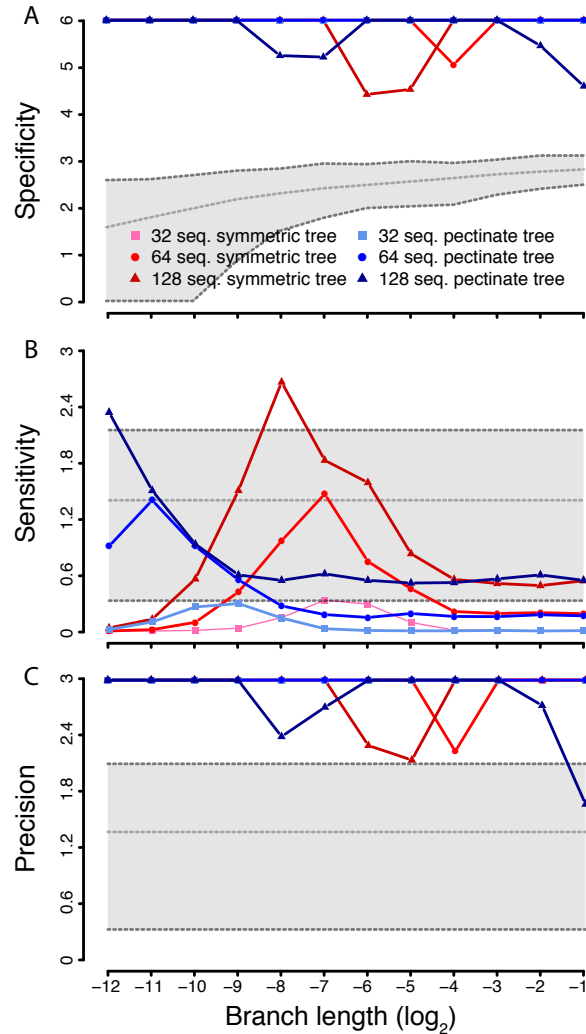 A
Specificity
6
5
4
3
2
1
0
32 seq. symmetric tree
64 seq. symmetric tree
128 seq. symmetric tree
32 seq. pectinate tree
64 seq. pectinate tree
128 seq. pectinate tree
B
Sensitivity
3
2.4
1.8
1.2
0.6
0
C
Precision
3
2.4
1.8
1.2
0.6
0
−12 −11 −10 −9 −8 −7 −6 −5 −4 −3 −2 −1
Branch length (log2)